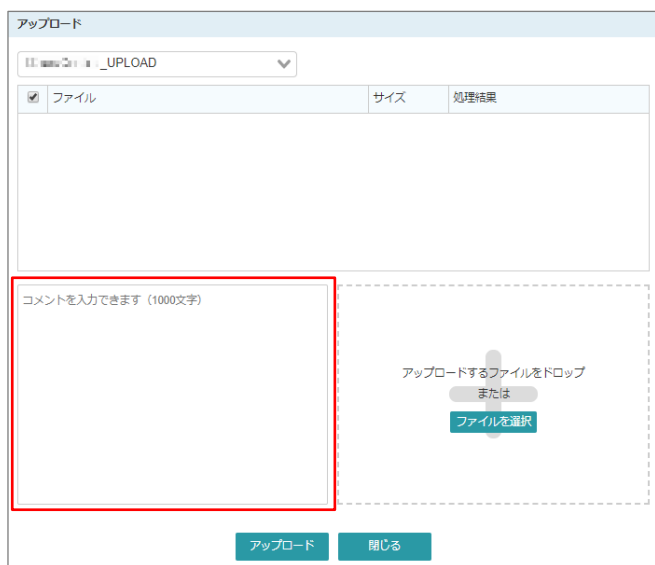 アップロード
_UPLOAD
ファイル サイズ 処理結果
コメントを入力できます（1000文字）
アップロードするファイルをドロップ
または
ファイルを選択
アップロード 閉じる